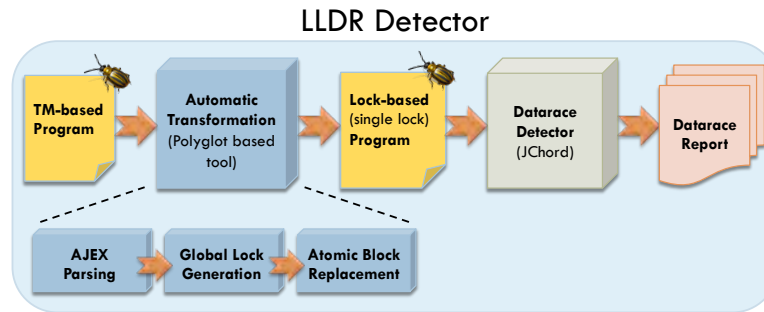 LLDR Detector
TM-based
Program
Automatic
Transformation
(Polyglot based
tool)
Lock-based
(single lock)
Program
Datarace
Detector
(JChord)
Datarace
Report
AJEX
Parsing
Global Lock
Generation
Atomic Block
Replacement